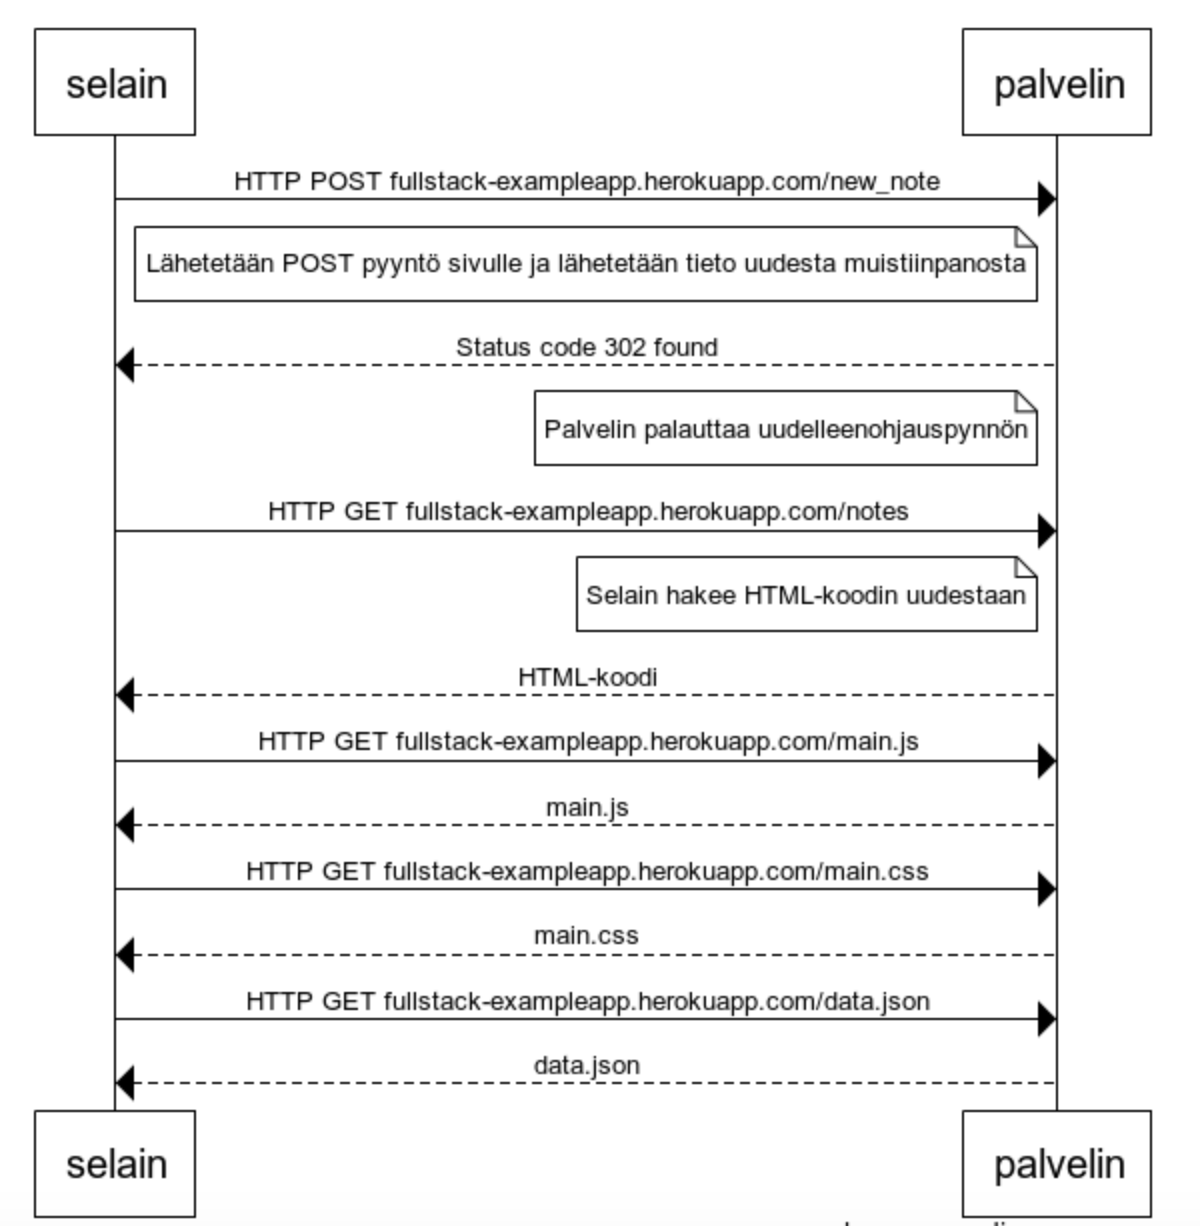 selain palvelin
HTTP POST fullstack-exampleapp.herokuapp.com/new_note
Lähetetään POST pyyntö sivulle ja lähetetään tieto uudesta muistiinpanosta
Status code 302 found
Palvelin palauttaa uudelleenohjauspynnön
HTTP GET fullstack-exampleapp.herokuapp.com/notes
Selain hakee HTML-koodin uudestaan
HTML-koodi
HTTP GET fullstack-exampleapp.herokuapp.com/main.js
main.js
HTTP GET fullstack-exampleapp.herokuapp.com/main.css
main.css
HTTP GET fullstack-exampleapp.herokuapp.com/data.json
data.json
selain palvelin